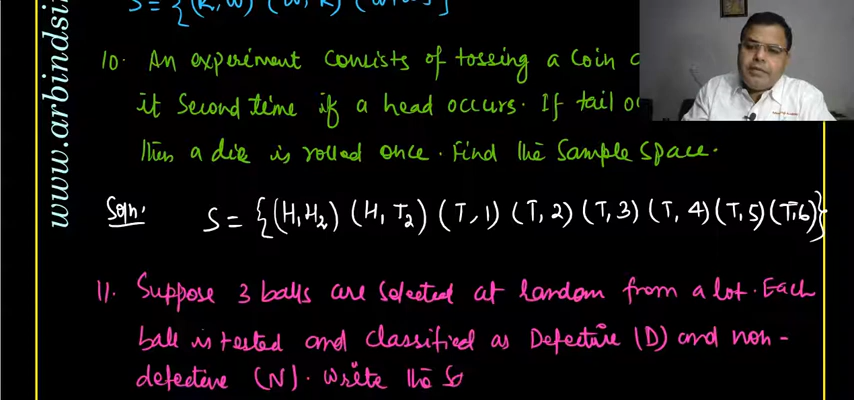 S = {(R,W) (W,R)
10. An experiment consists of tossing a coin
it Second time if a head occurs. If tail
then a die is rolled once. Find the Sample Space.
Soln: S = {(H, H2) (H, T2) (T, 1) (T, 2) (T, 3) (T, 4) (T, 5) (T, 6)}
11. Suppose 3 balls are selected at random from a lot. Each
ball is tested and classified as Defective (D) and non-
defective (N). Write the
www.arbindsi